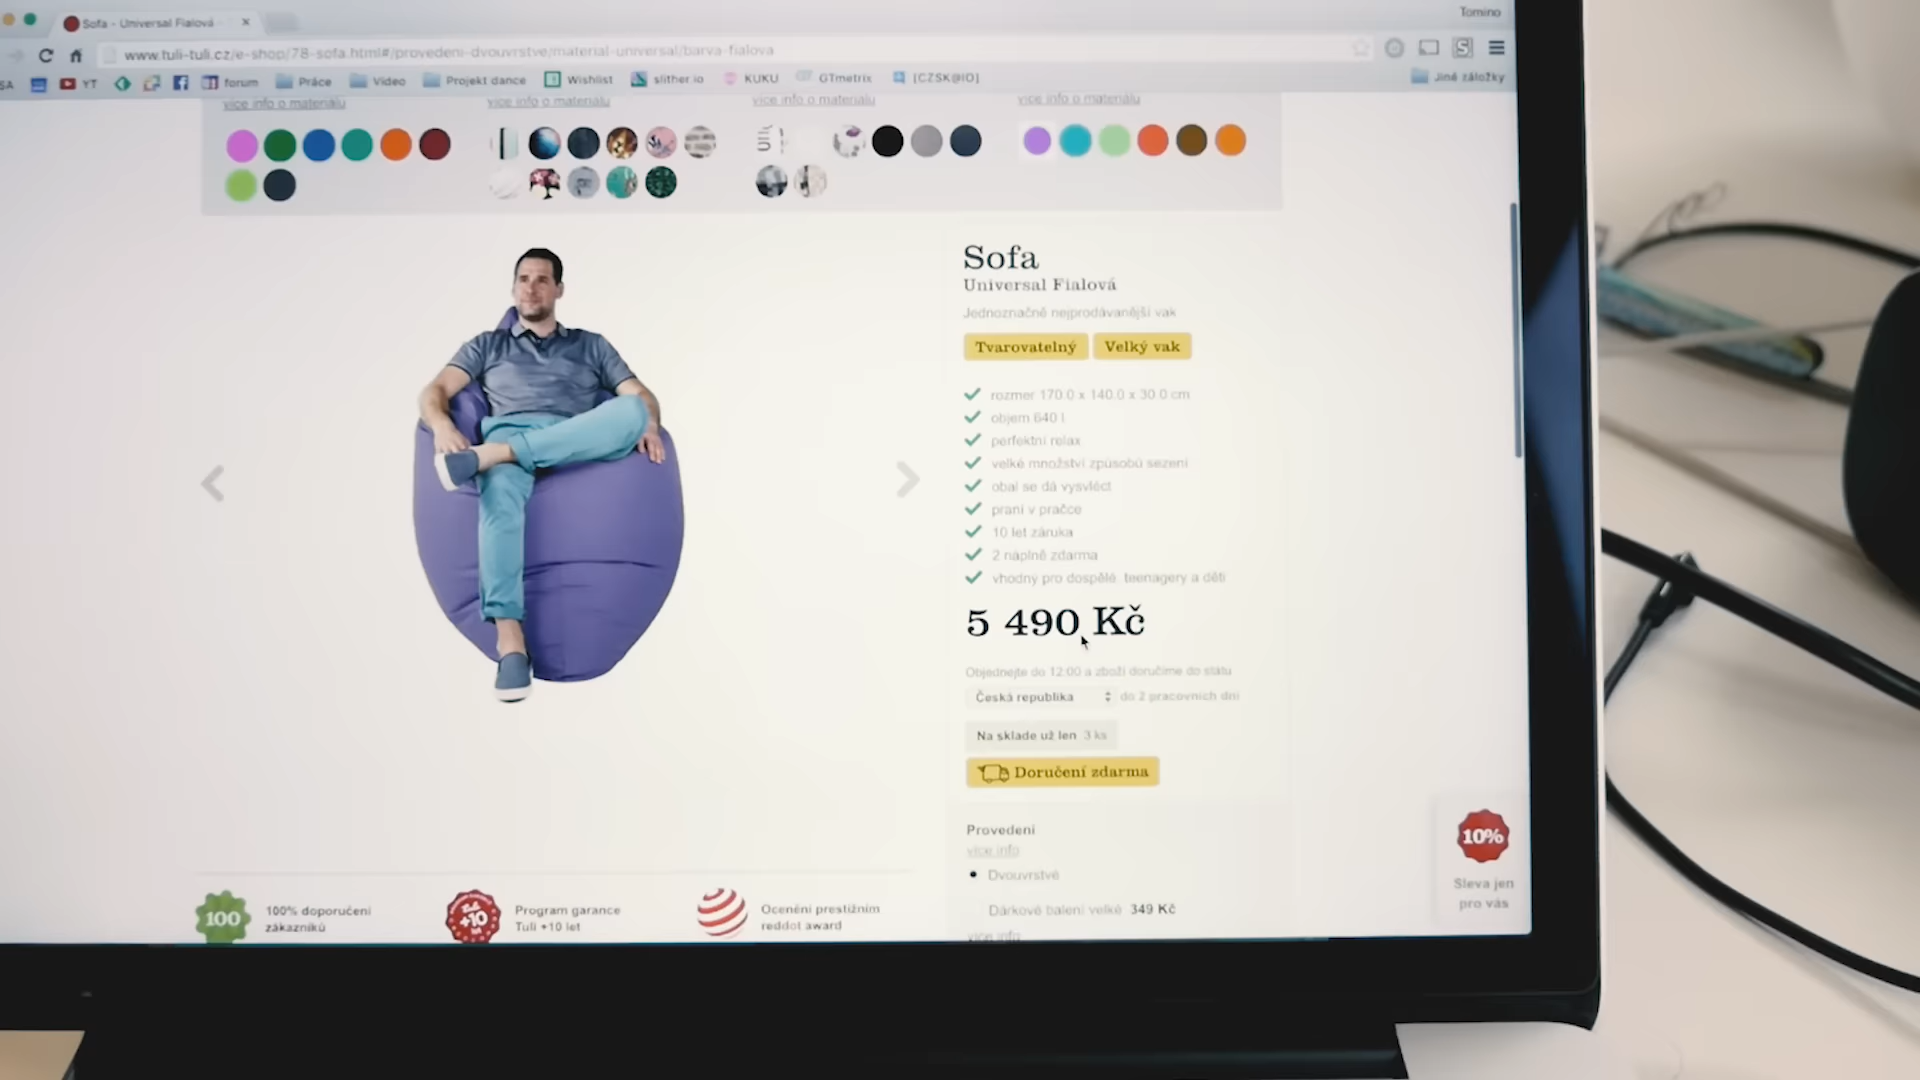 Sofa - Universal Fialová
Tomino
www.tuli-tuli.cz/e-shop/78-sofa.html#/provedeni-dvouvrstve/material-universal/barva-fialova
SA YT forum Práce Video Projekt dance Wishlist slither.io KUKU GTmetrix [CZSK@IO] Jiné záložky
více info o materiálu více info o materiálu více info o materiálu více info o materiálu
Sofa
Universal Fialová
Jednoznačně nejprodávanější vak
Tvarovatelný Velký vak
rozmer 170.0 x 140.0 x 30.0 cm
objem 640 l
perfektní relax
velké množství způsobů sezení
obal se dá vysvléct
praní v pračce
10 let záruka
2 náplně zdarma
vhodný pro dospělé, teenagery a děti
5 490 Kč
Objednejte do 12:00 a zboží doručíme do státu
Česká republika do 2 pracovních dní
Na sklade už len 3 ks
Doručení zdarma
Provedení
více info
Dvouvrstvé
Dárkové balení velké 349 Kč
více info
10%
Sleva jen
pro vás
100
100% doporučení
zákazníků
+10
Program garance
Tuli +10 let
Ocenění prestižním
reddot award